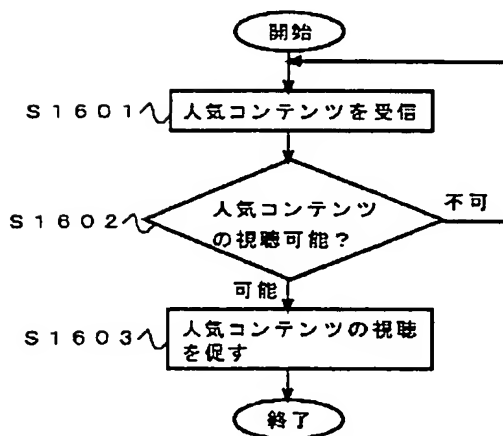 開始
S1601
人気コンテンツを受信
S1602
人気コンテンツ
の視聴可能？
不可
可能
S1603
人気コンテンツの視聴
を促す
終了